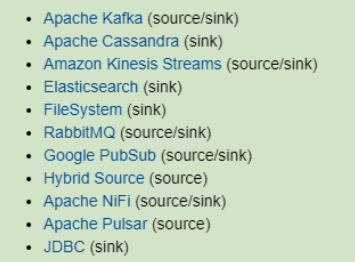 Apache Kafka (source/sink)
Apache Cassandra (sink)
Amazon Kinesis Streams (source/sink)
Elasticsearch (sink)
FileSystem (sink)
RabbitMQ (source/sink)
Google PubSub (source/sink)
Hybrid Source (source)
Apache NiFi (source/sink)
Apache Pulsar (source)
JDBC (sink)